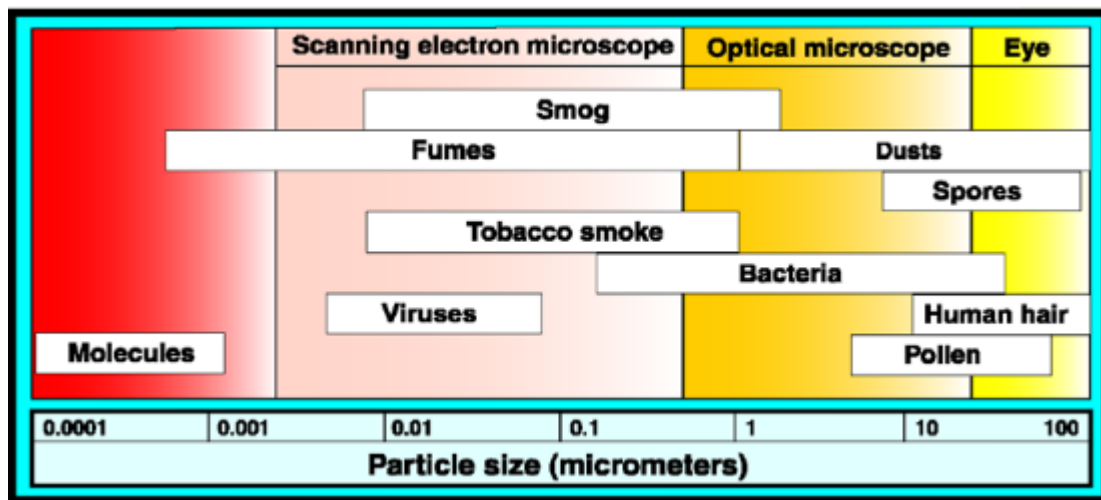 Scanning electron microscope Optical microscope Eye
Smog
Fumes Dusts
Spores
Tobacco smoke
Bacteria
Viruses Human hair
Molecules Pollen
0.0001 0.001 0.01 0.1 1 10 100
Particle size (micrometers)